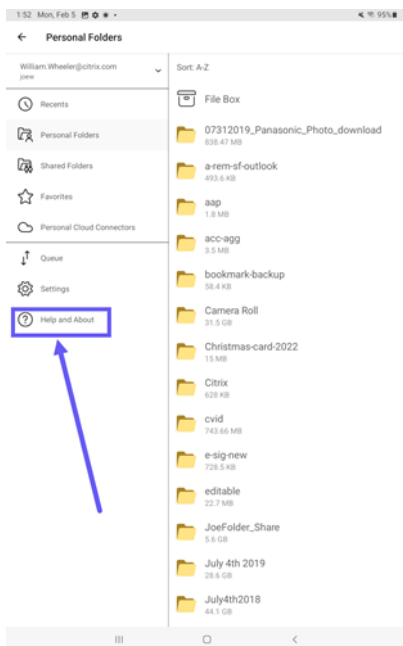 1:52 Mon, Feb 5
95%
Personal Folders
William.Wheeler@citrix.com
joew
Recents
Personal Folders
Shared Folders
Favorites
Personal Cloud Connectors
Queue
Settings
Help and About
Sort: A-Z
File Box
07312019_Panasonic_Photo_download
838.47 MB
a-rem-sf-outlook
493.6 KB
aap
1.8 MB
acc-agg
3.5 MB
bookmark-backup
58.4 KB
Camera Roll
31.5 GB
Christmas-card-2022
15 MB
Citrix
628 KB
cvid
743.66 MB
e-sig-new
728.5 KB
editable
22.7 MB
JoeFolder_Share
5.6 GB
July 4th 2019
28.6 GB
July4th2018
44.1 GB